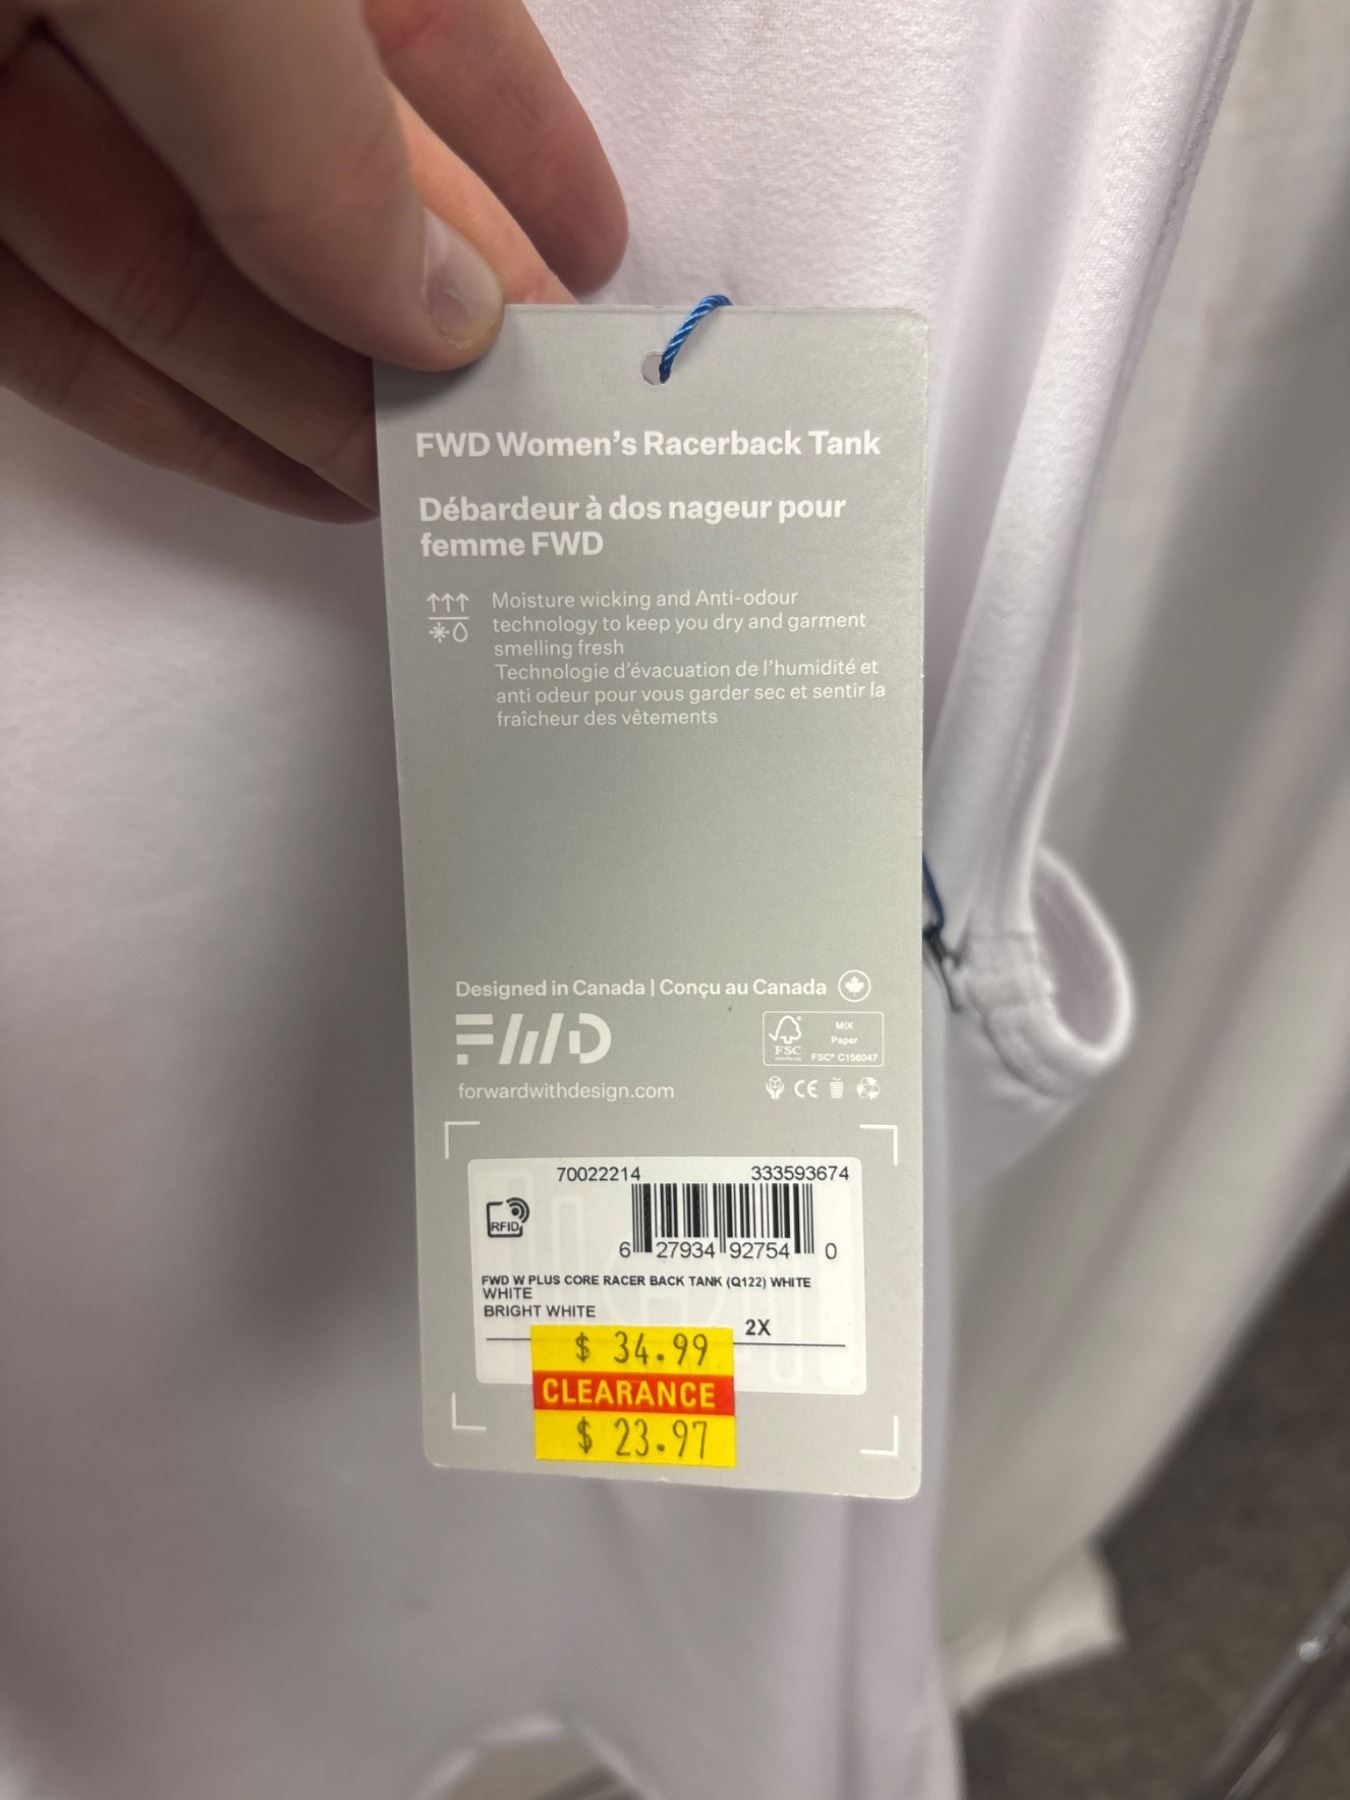 FWD Women's Racerback Tank
Débardeur à dos nageur pour
femme FWD
Moisture wicking and Anti-odour
technology to keep you dry and garment
smelling fresh
Technologie d'évacuation de l'humidité et
anti odeur pour vous garder sec et sentir la
fraîcheur des vêtements
Designed in Canada | Conçu au Canada
FWD
forwardwithdesign.com
FSC
MIX
Paper
FSC® C156047
CE
70022214 333593674
RFID
6 27934 92754 0
FWD W PLUS CORE RACER BACK TANK (Q122) WHITE
WHITE
BRIGHT WHITE
2X
$ 34.99
CLEARANCE
$ 23.97